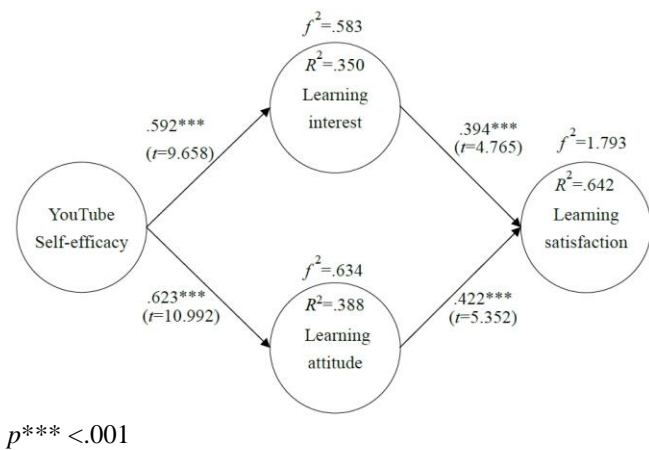 f²=.583
R²=.350
Learning
interest
.592***
(t=9.658)
.394***
(t=4.765)
f²=1.793
R²=.642
Learning
satisfaction
YouTube
Self-efficacy
f²=.634
R²=.388
Learning
attitude
.623***
(t=10.992)
.422***
(t=5.352)
p*** <.001